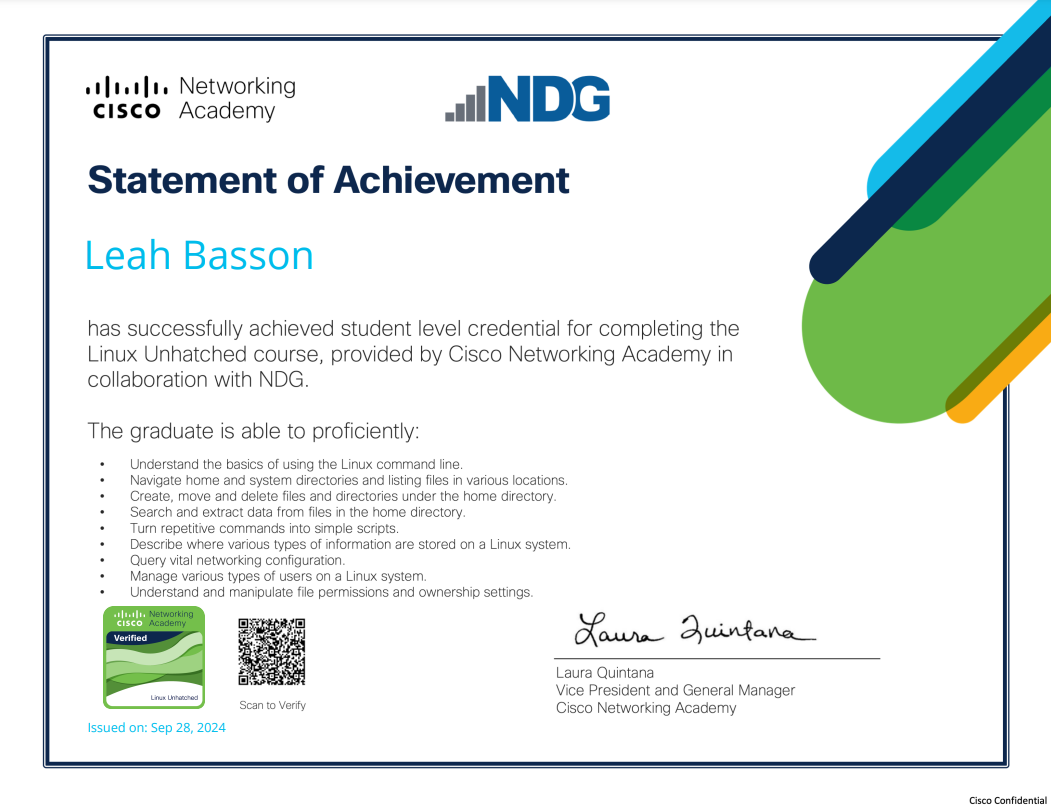 Networking
Academy
CISCO
NDG
Statement of Achievement
Leah Basson
has successfully achieved student level credential for completing the
Linux Unhatched course, provided by Cisco Networking Academy in
collaboration with NDG.
The graduate is able to proficiently:
• Understand the basics of using the Linux command line.
• Navigate home and system directories and listing files in various locations.
• Create, move and delete files and directories under the home directory.
• Search and extract data from files in the home directory.
• Turn repetitive commands into simple scripts.
• Describe where various types of information are stored on a Linux system.
• Query vital networking configuration.
• Manage various types of users on a Linux system.
• Understand and manipulate file permissions and ownership settings.
Networking
CISCO Academy
Verified
Linux Unhatched
Scan to Verify
Issued on: Sep 28, 2024
Laura Quintana
Laura Quintana
Vice President and General Manager
Cisco Networking Academy
Cisco Confidential